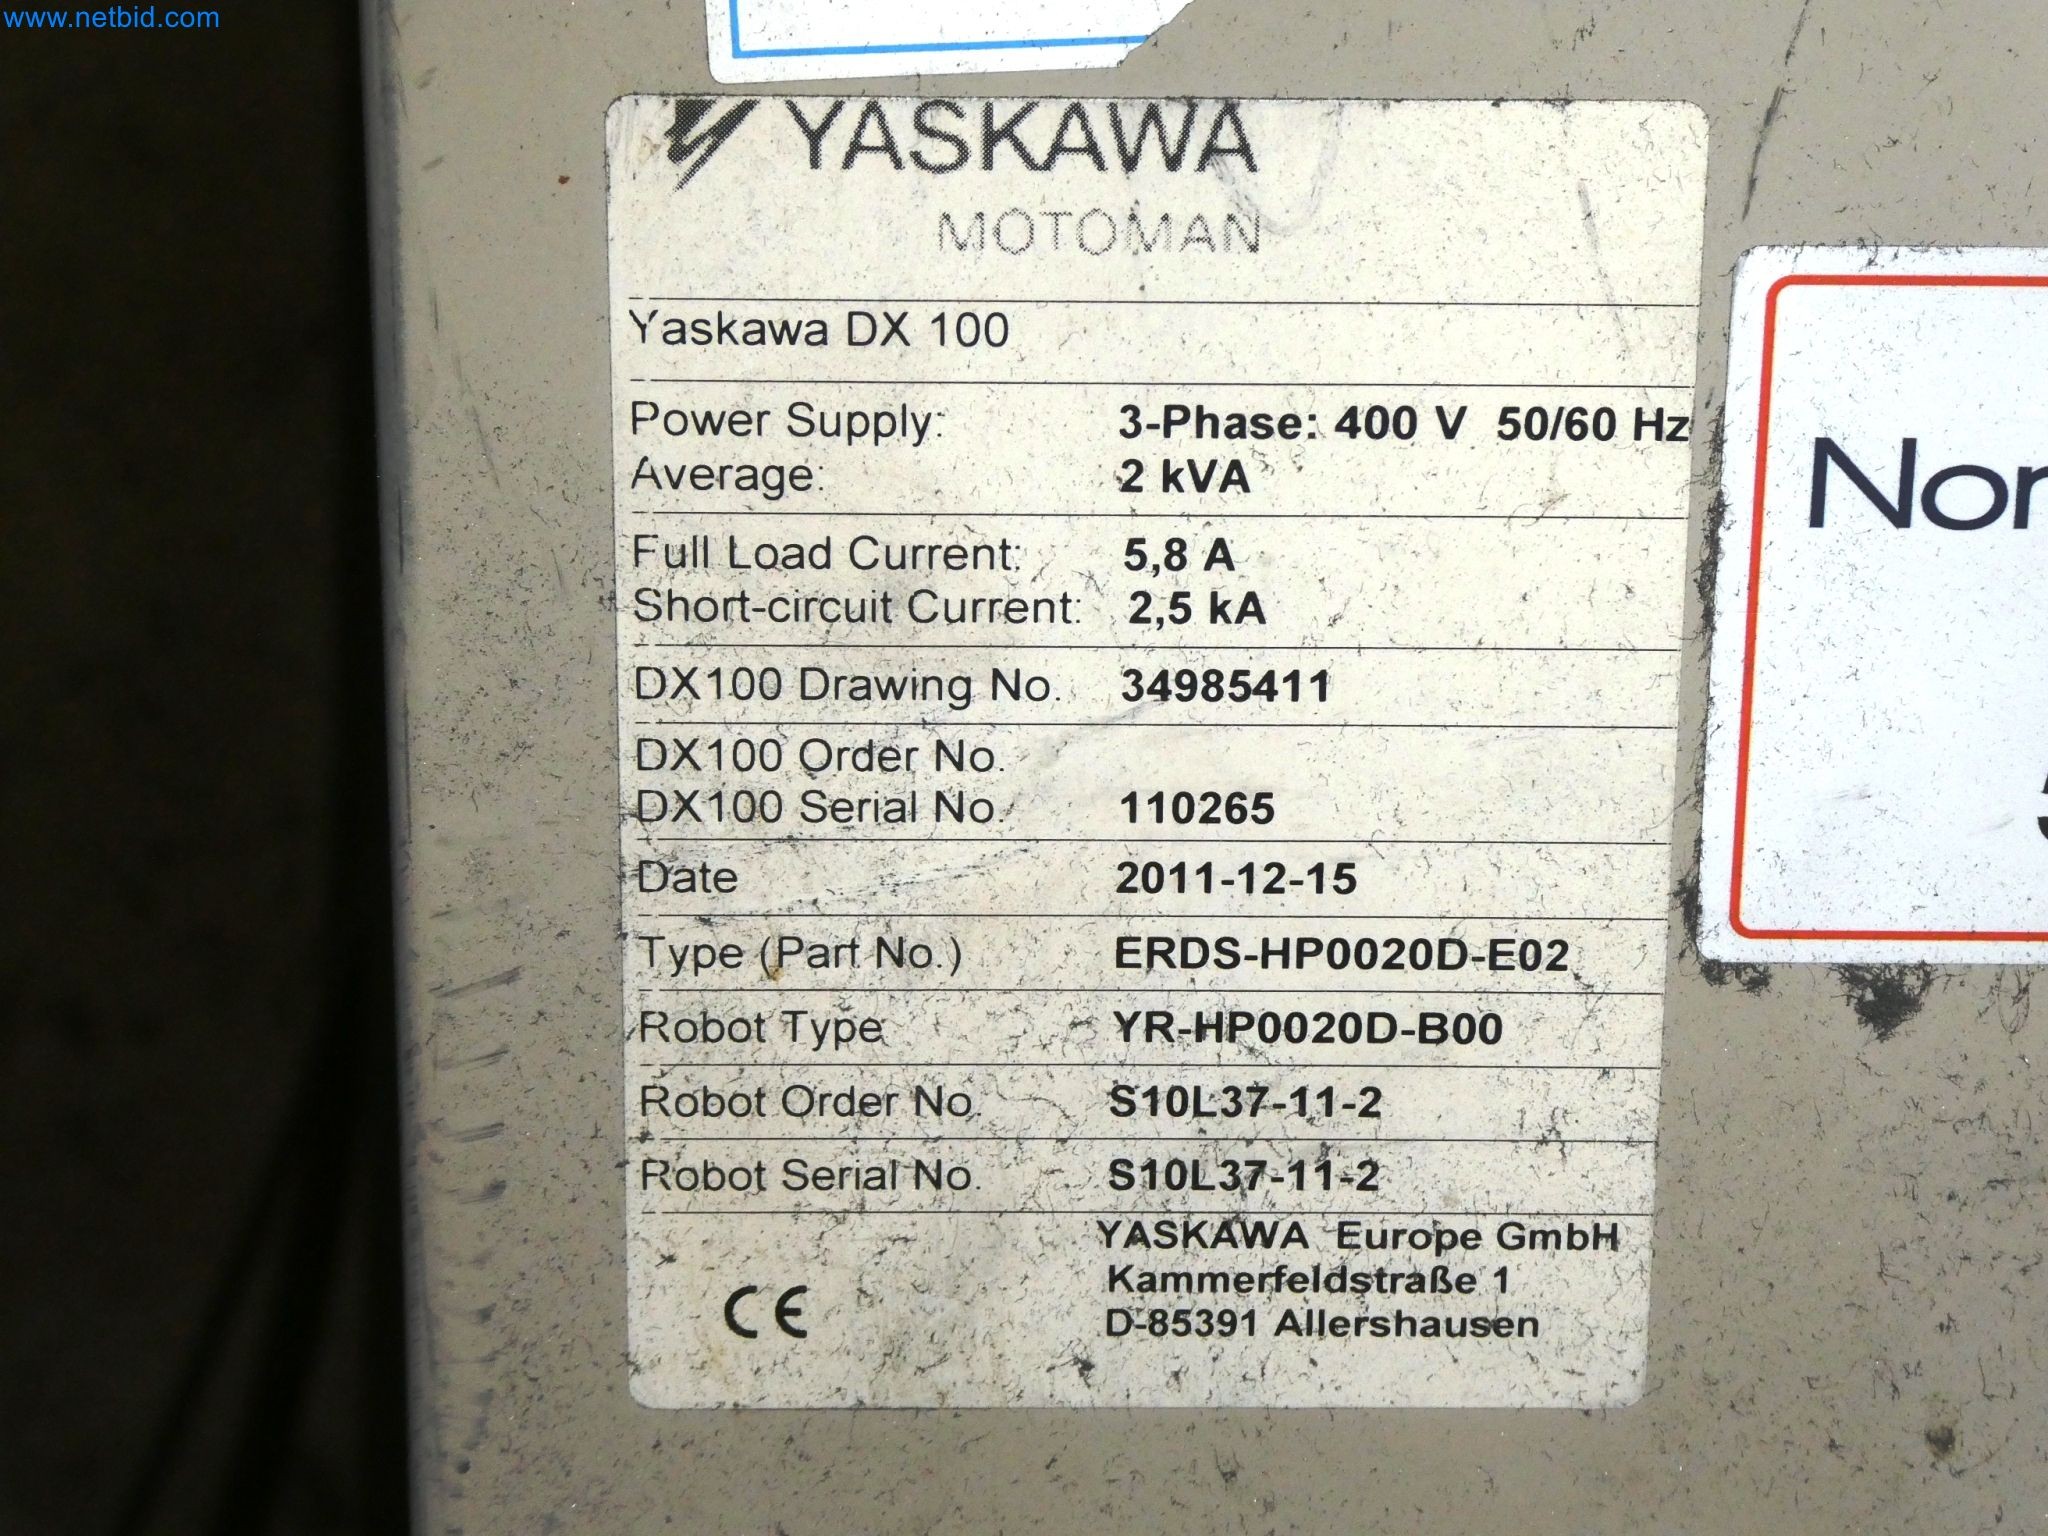 www.netbid.com
YASKAWA
MOTOMAN
Yaskawa DX 100
Power Supply: 3-Phase: 400 V 50/60 Hz
Average: 2 kVA
Full Load Current: 5,8 A
Short-circuit Current: 2,5 kA
DX100 Drawing No. 34985411
DX100 Order No.
DX100 Serial No. 110265
Date 2011-12-15
Type (Part No.) ERDS-HP0020D-E02
Robot Type YR-HP0020D-B00
Robot Order No. S10L37-11-2
Robot Serial No. S10L37-11-2
YASKAWA Europe GmbH
Kammerfeldstraße 1
D-85391 Allershausen
CE